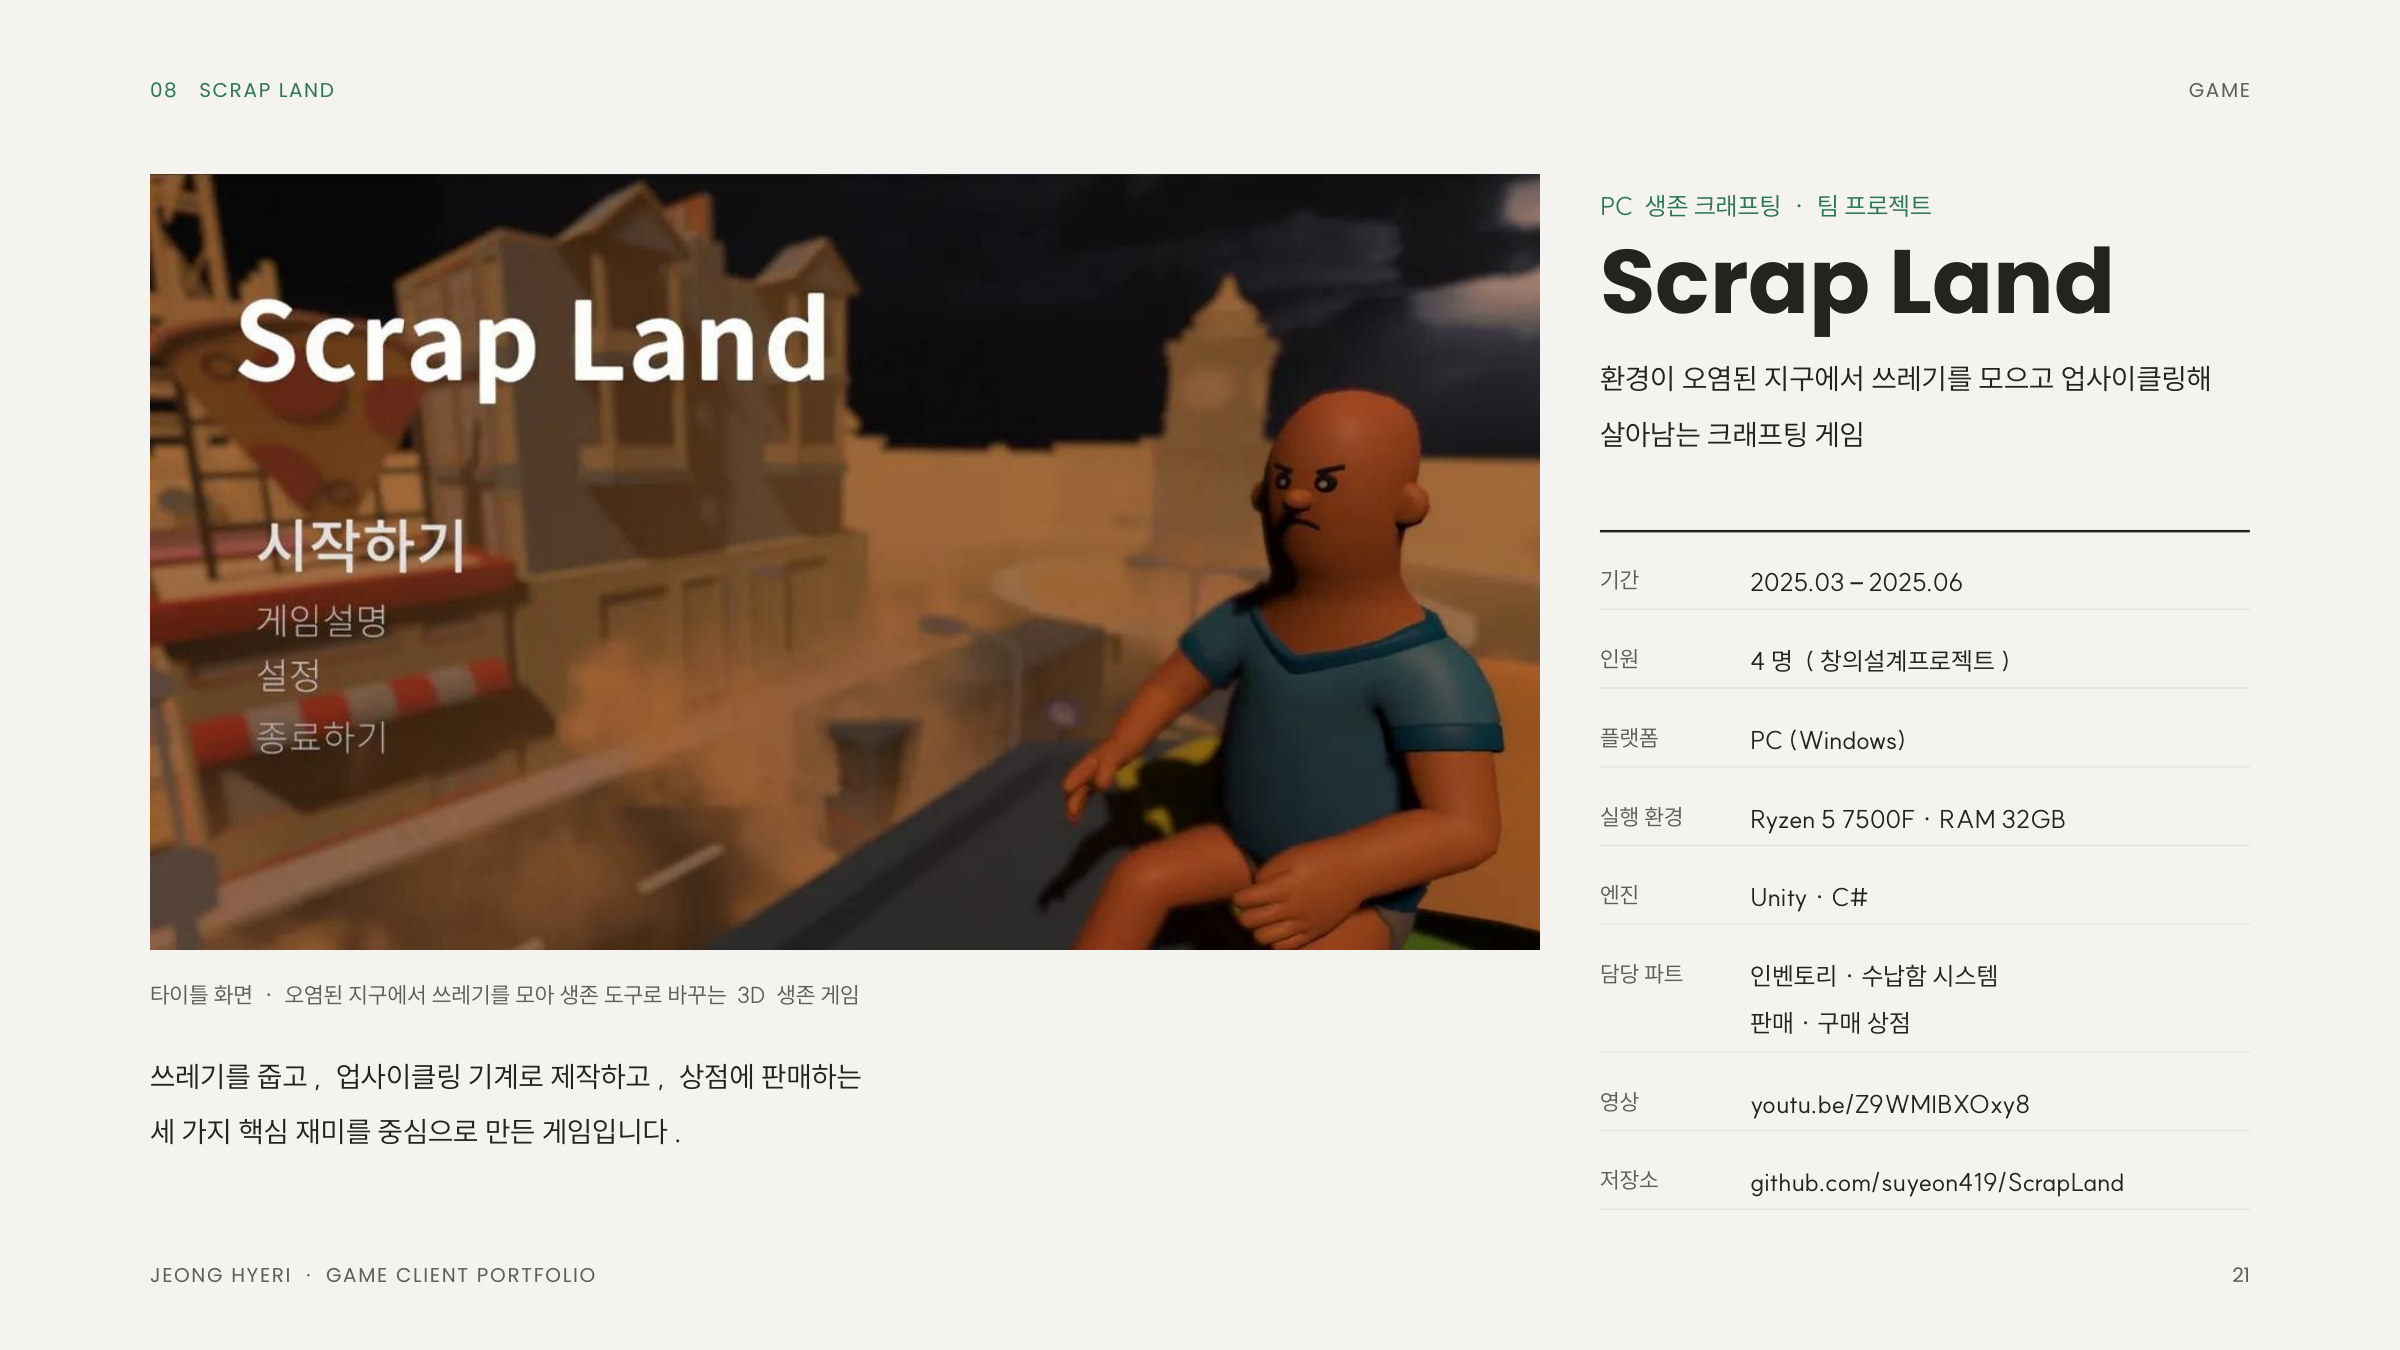 08 SCRAP LAND
GAME
Scrap Land
시작하기
게임설명
설정
종료하기
타이틀 화면 · 오염된 지구에서 쓰레기를 모아 생존 도구로 바꾸는 3D 생존 게임
쓰레기를 줍고 , 업사이클링 기계로 제작하고 , 상점에 판매하는
세 가지 핵심 재미를 중심으로 만든 게임입니다 .
PC 생존 크래프팅 · 팀 프로젝트
Scrap Land
환경이 오염된 지구에서 쓰레기를 모으고 업사이클링해
살아남는 크래프팅 게임
기간 2025.03 – 2025.06
인원 4 명 ( 창의설계프로젝트 )
플랫폼 PC (Windows)
실행 환경 Ryzen 5 7500F · RAM 32GB
엔진 Unity · C#
담당 파트 인벤토리 · 수납함 시스템
판매 · 구매 상점
영상 youtu.be/Z9WMIBXOxy8
저장소 github.com/suyeon419/ScrapLand
JEONG HYERI · GAME CLIENT PORTFOLIO
21